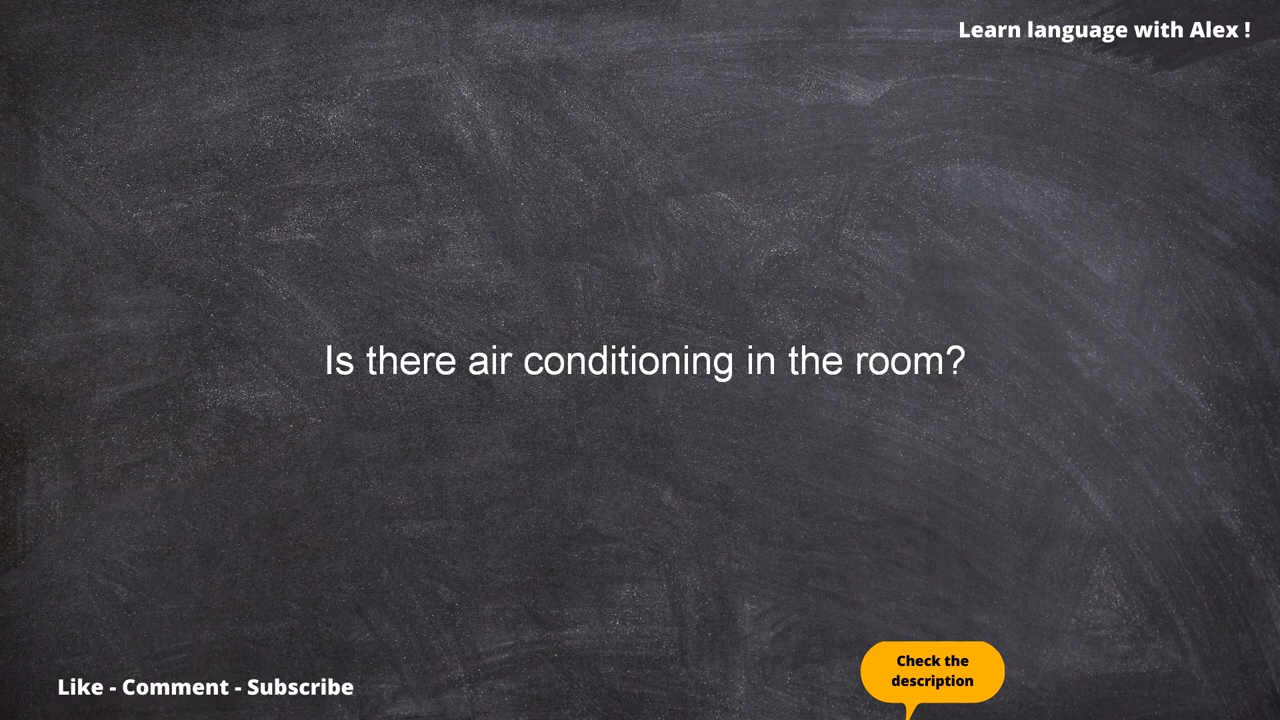 Learn language with Alex !
Is there air conditioning in the room?
Check the
description
Like - Comment - Subscribe